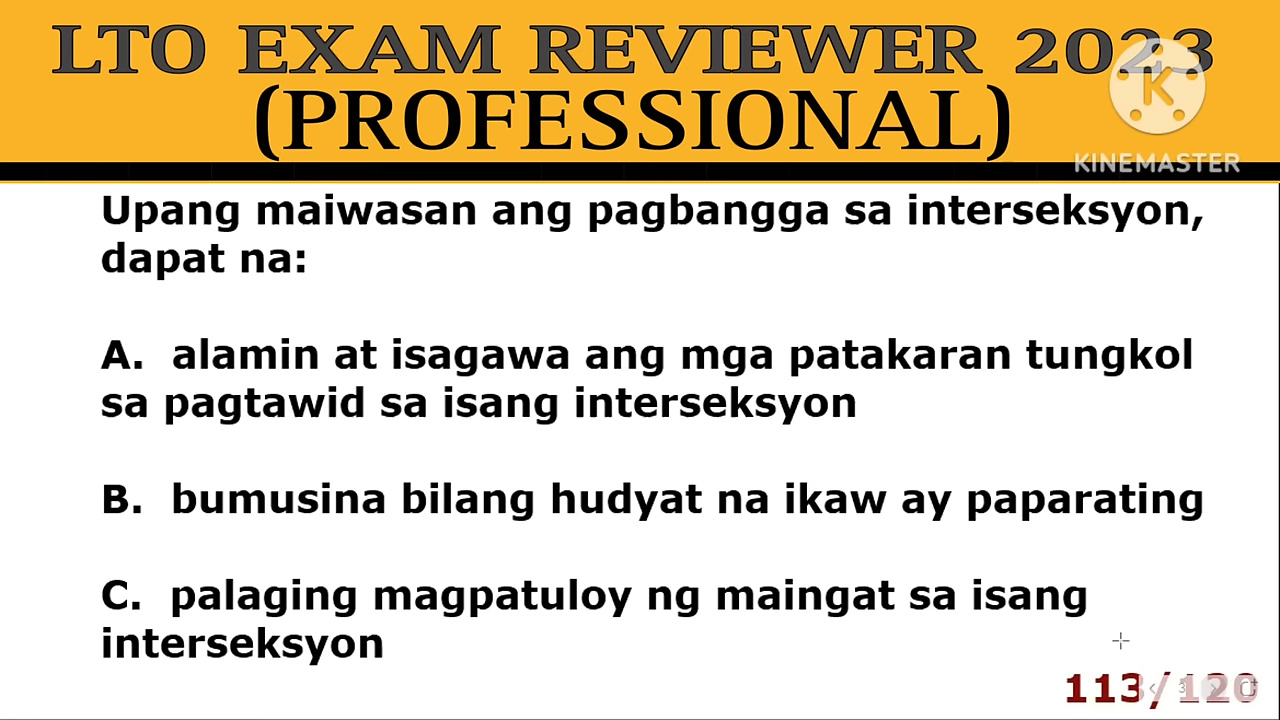 LTO EXAM REVIEWER 2023
(PROFESSIONAL)
KINEMASTER
Upang maiwasan ang pagbangga sa interseksyon,
dapat na:
A. alamin at isagawa ang mga patakaran tungkol
sa pagtawid sa isang interseksyon
B. bumusina bilang hudyat na ikaw ay paparating
C. palaging magpatuloy ng maingat sa isang
interseksyon
113/120